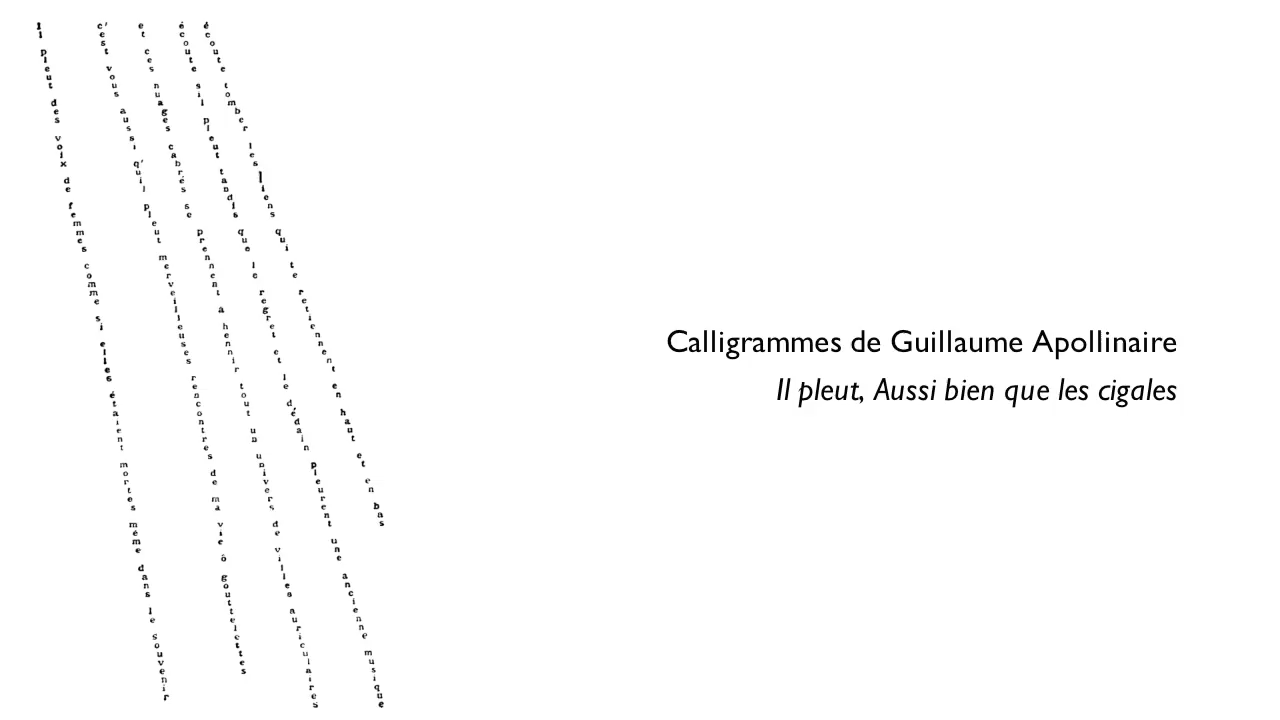 Il pleut des voix de femmes comme si elles étaient mortes même dans le souvenir
c'est vous aussi qu'il pleut merveilleuses rencontres de ma vie ô gouttelettes
et ces nuages cabrés se prennent à hennir tout un univers de villes auriculaires
écoute s'il pleut tandis que le regret et le dédain pleurent une ancienne musique
écoute tomber les liens qui te retiennent en haut et en bas
Calligrammes de Guillaume Apollinaire
Il pleut, Aussi bien que les cigales